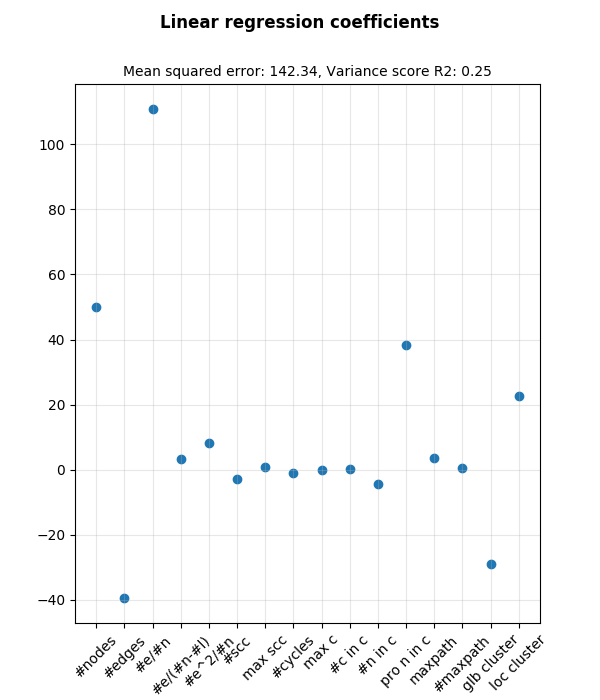 Linear regression coefficients
Mean squared error: 142.34, Variance score R2: 0.25
100
80
60
40
20
0
−20
−40
#nodes
#edges
#e/#n
#e/(#n-#l)
#e^2/#n
#scc
max scc
#cycles
max c
#c in c
#n in c
pro n in c
maxpath
#maxpath
glb cluster
loc cluster